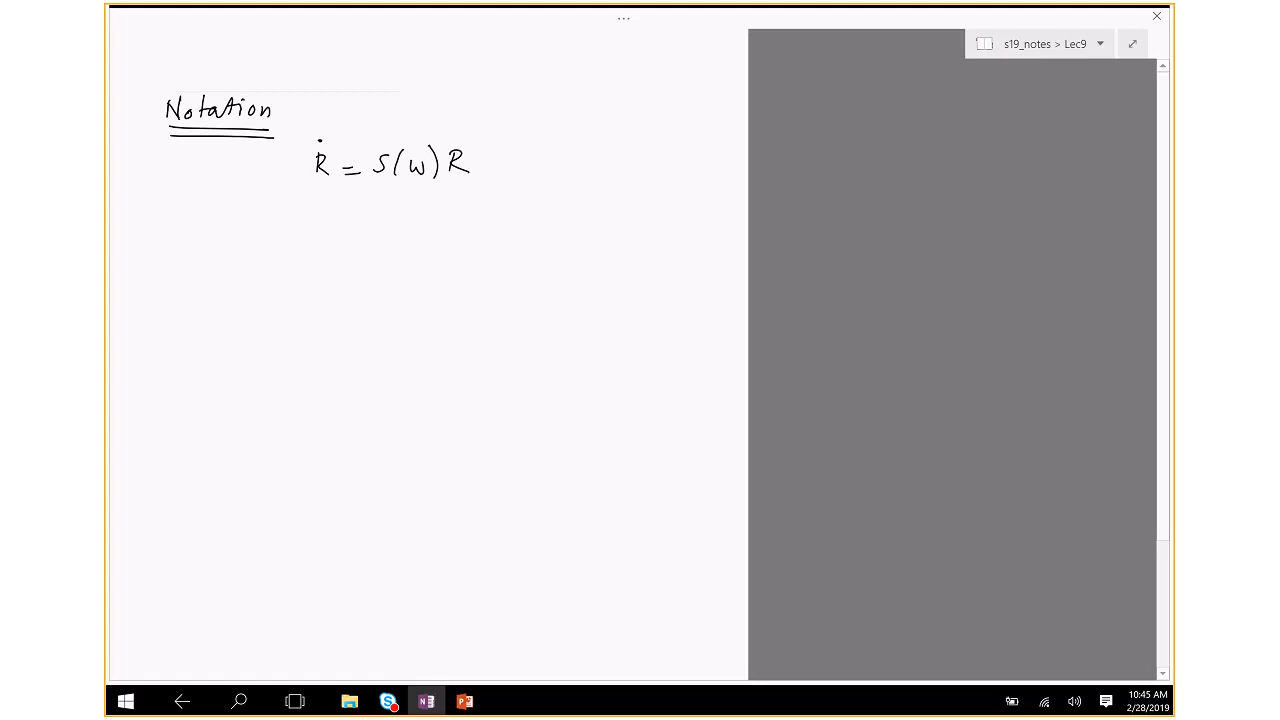 ...
s19_notes > Lec9
Notation
Ṙ = S(ω) R
10:45 AM
2/28/2019